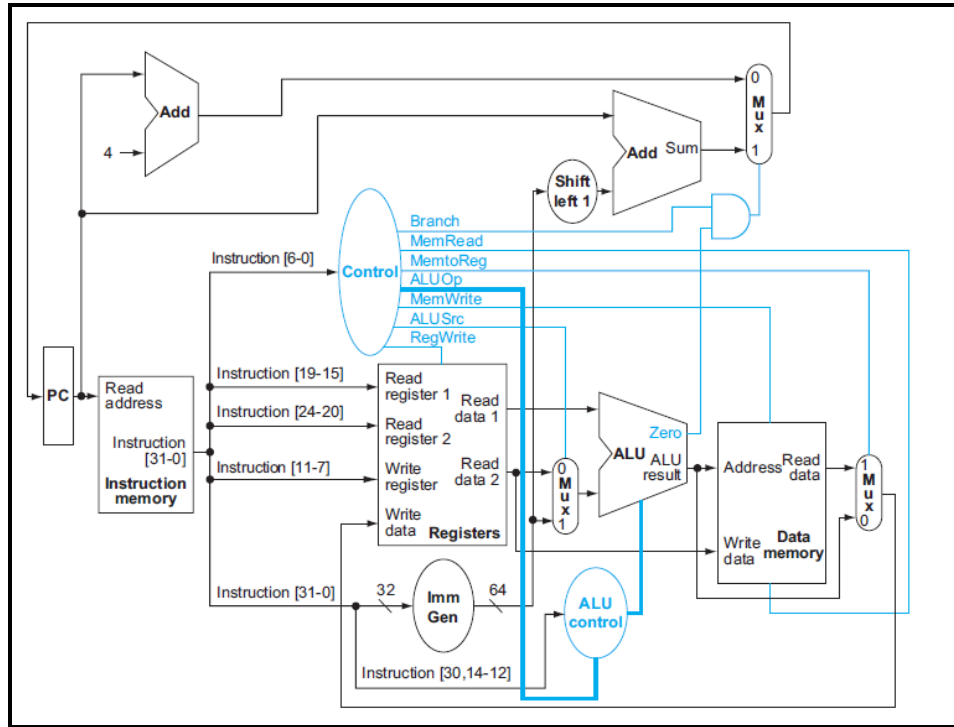 Add
4
Add Sum
0
Mux
1
Shift
left 1
Branch
MemRead
MemtoReg
ALUOp
MemWrite
ALUSrc
RegWrite
Control
Instruction [6-0]
PC
Read
address
Instruction
[31-0]
Instruction
memory
Instruction [19-15]
Instruction [24-20]
Instruction [11-7]
Instruction [31-0]
Instruction [30,14-12]
Read
register 1
Read
register 2
Write
register
Write
data
Read
data 1
Read
data 2
Registers
32
Imm
Gen
64
0
Mux
1
Zero
ALU
ALU
result
ALU
control
Address
Read
data
Write
data
Data
memory
1
Mux
0